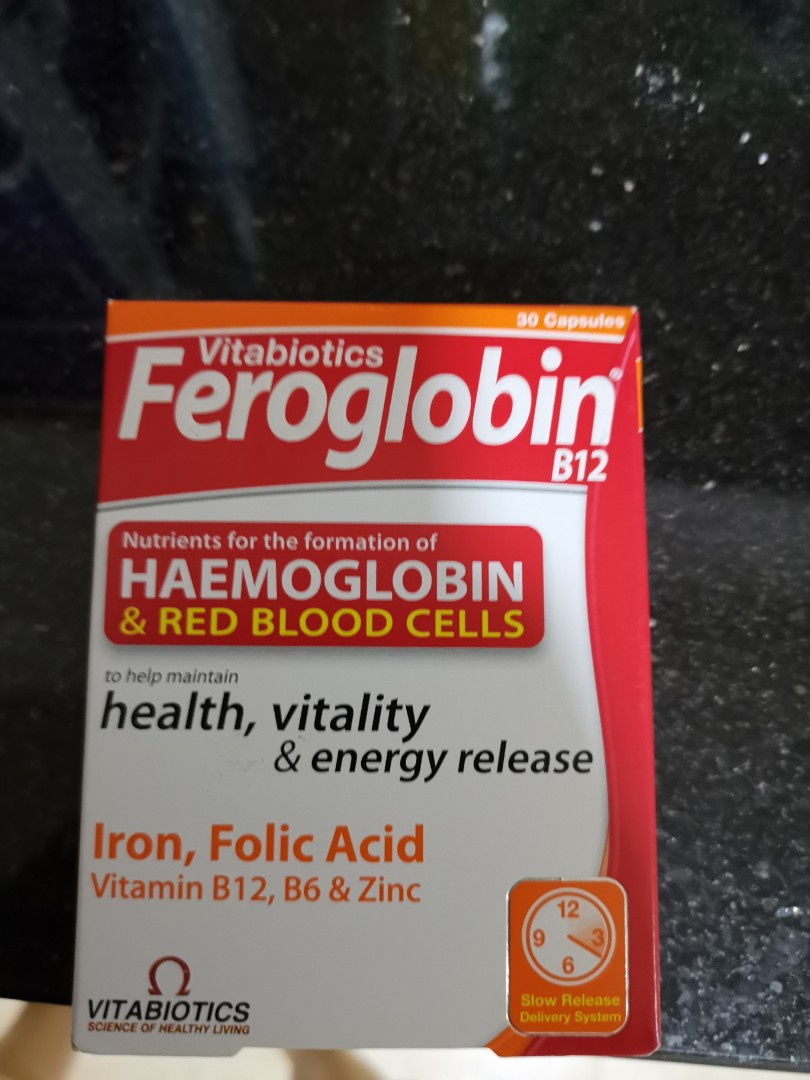 30 Capsules
Vitabiotics
Feroglobin®
B12
Nutrients for the formation of
HAEMOGLOBIN
& RED BLOOD CELLS
to help maintain
health, vitality
& energy release
Iron, Folic Acid
Vitamin B12, B6 & Zinc
12
9 3
6
Slow Release
Delivery System
VITABIOTICS
SCIENCE OF HEALTHY LIVING